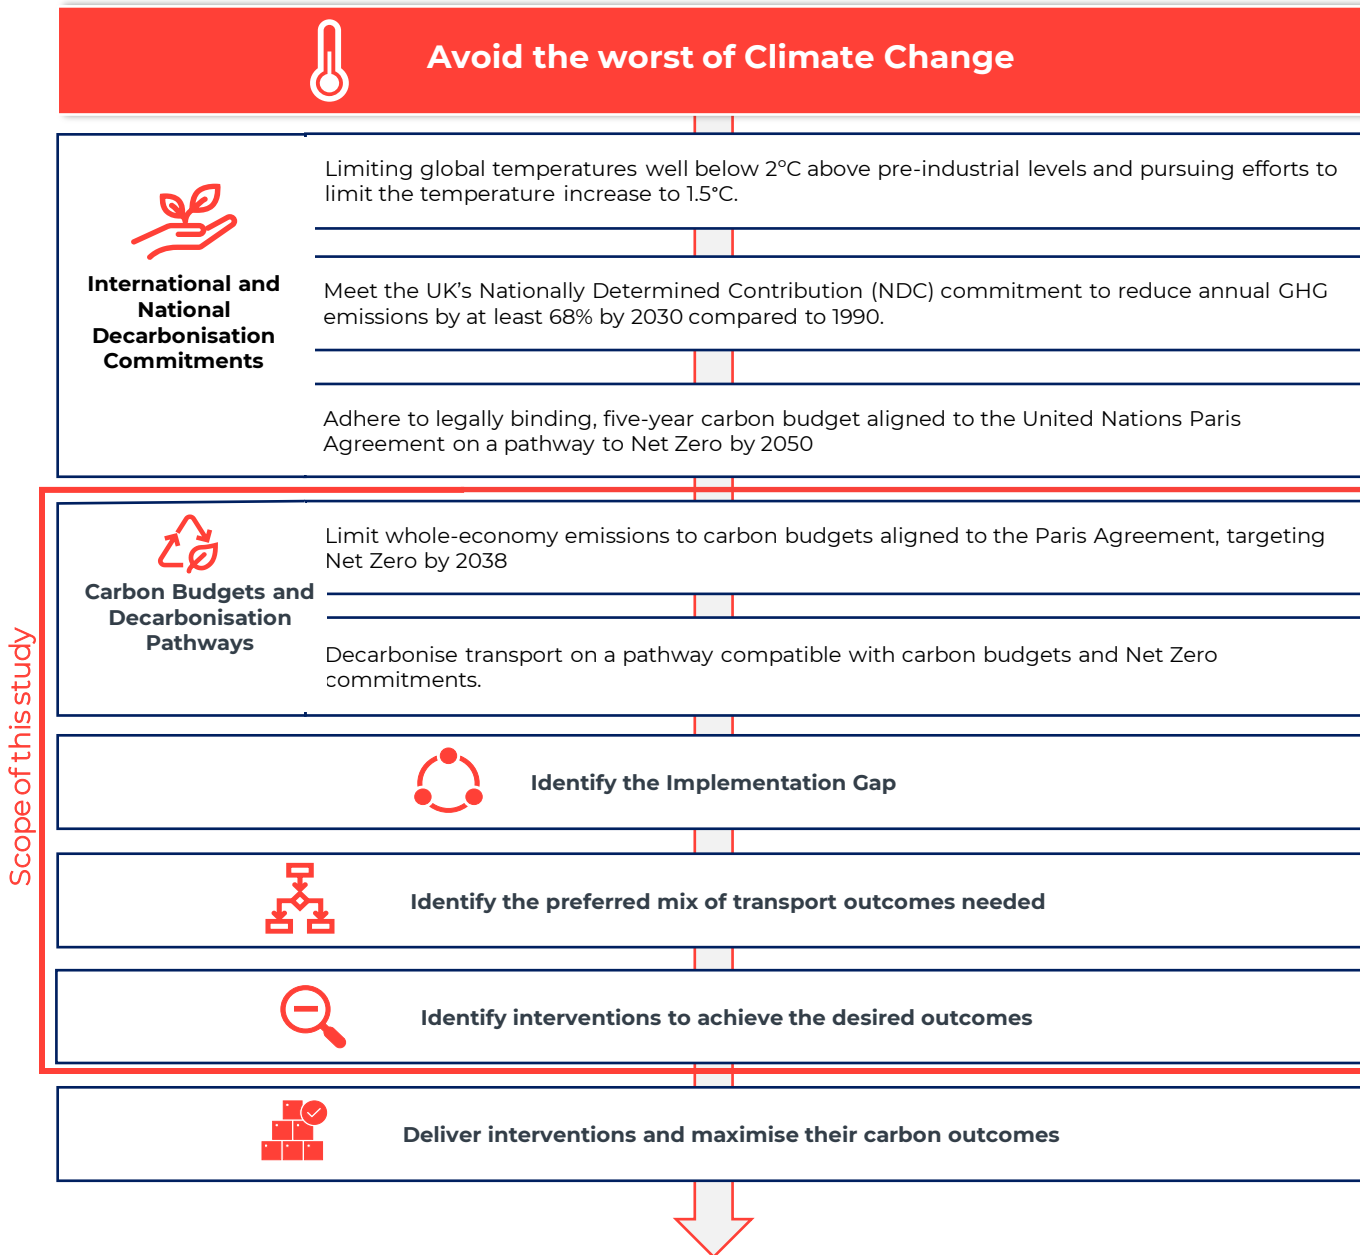 Avoid the worst of Climate Change
International and
National
Decarbonisation
Commitments
Limiting global temperatures well below 2°C above pre-industrial levels and pursuing efforts to
limit the temperature increase to 1.5°C.
Meet the UK’s Nationally Determined Contribution (NDC) commitment to reduce annual GHG
emissions by at least 68% by 2030 compared to 1990.
Adhere to legally binding, five-year carbon budget aligned to the United Nations Paris
Agreement on a pathway to Net Zero by 2050
Scope of this study
Carbon Budgets and
Decarbonisation
Pathways
Limit whole-economy emissions to carbon budgets aligned to the Paris Agreement, targeting
Net Zero by 2038
Decarbonise transport on a pathway compatible with carbon budgets and Net Zero
commitments.
Identify the Implementation Gap
Identify the preferred mix of transport outcomes needed
Identify interventions to achieve the desired outcomes
Deliver interventions and maximise their carbon outcomes